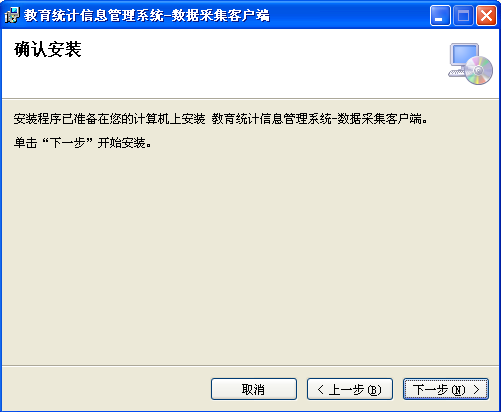 教育统计信息管理系统-数据采集客户端
确认安装
安装程序已准备在您的计算机上安装 教育统计信息管理系统-数据采集客户端。
单击“下一步”开始安装。
取消
< 上一步(B)
下一步(N) >